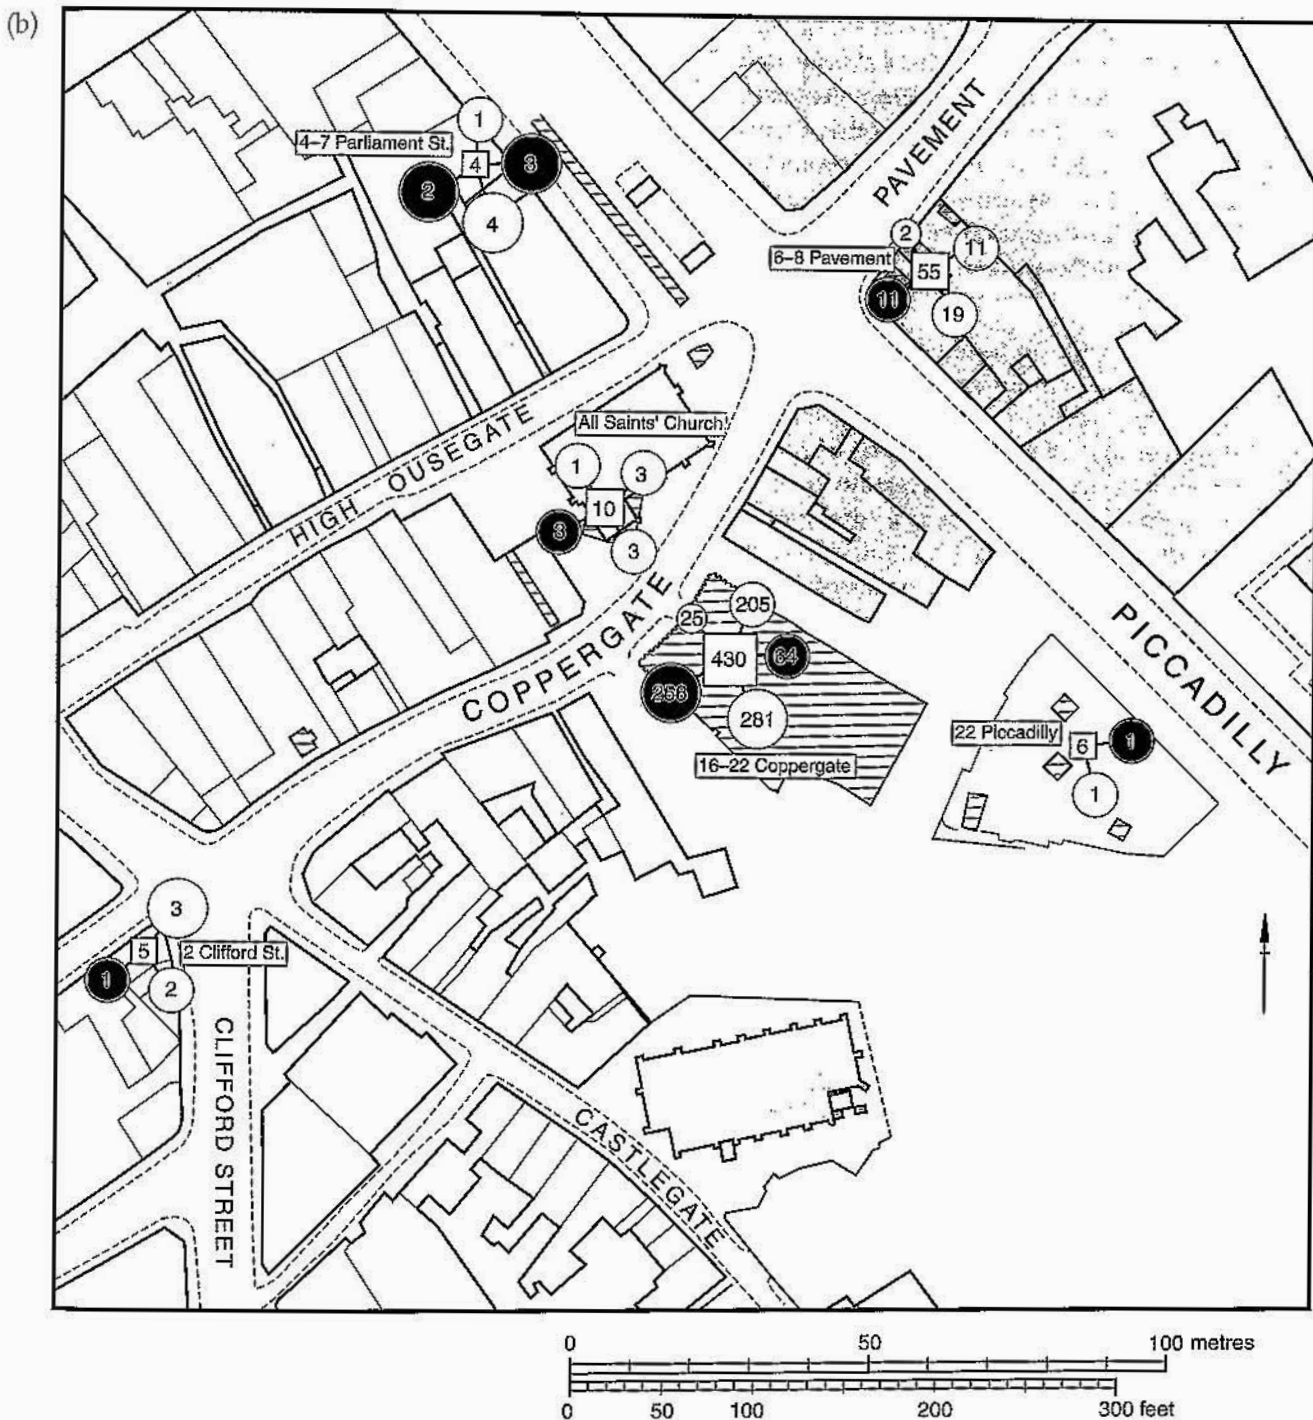 (b)
1
4–7 Parliament St.
4
3
2
4
PAVEMENT
2
11
6–8 Pavement
55
11
19
HIGH OUSEGATE
All Saints' Church
1
3
10
3
3
COPPERGATE
25
205
430
64
281
16–22 Coppergate
PICCADILLY
22 Piccadilly
6
1
1
3
5
2 Clifford St.
1
2
CLIFFORD STREET
CASTLEGATE
0 50 100 metres
0 50 100 200 300 feet